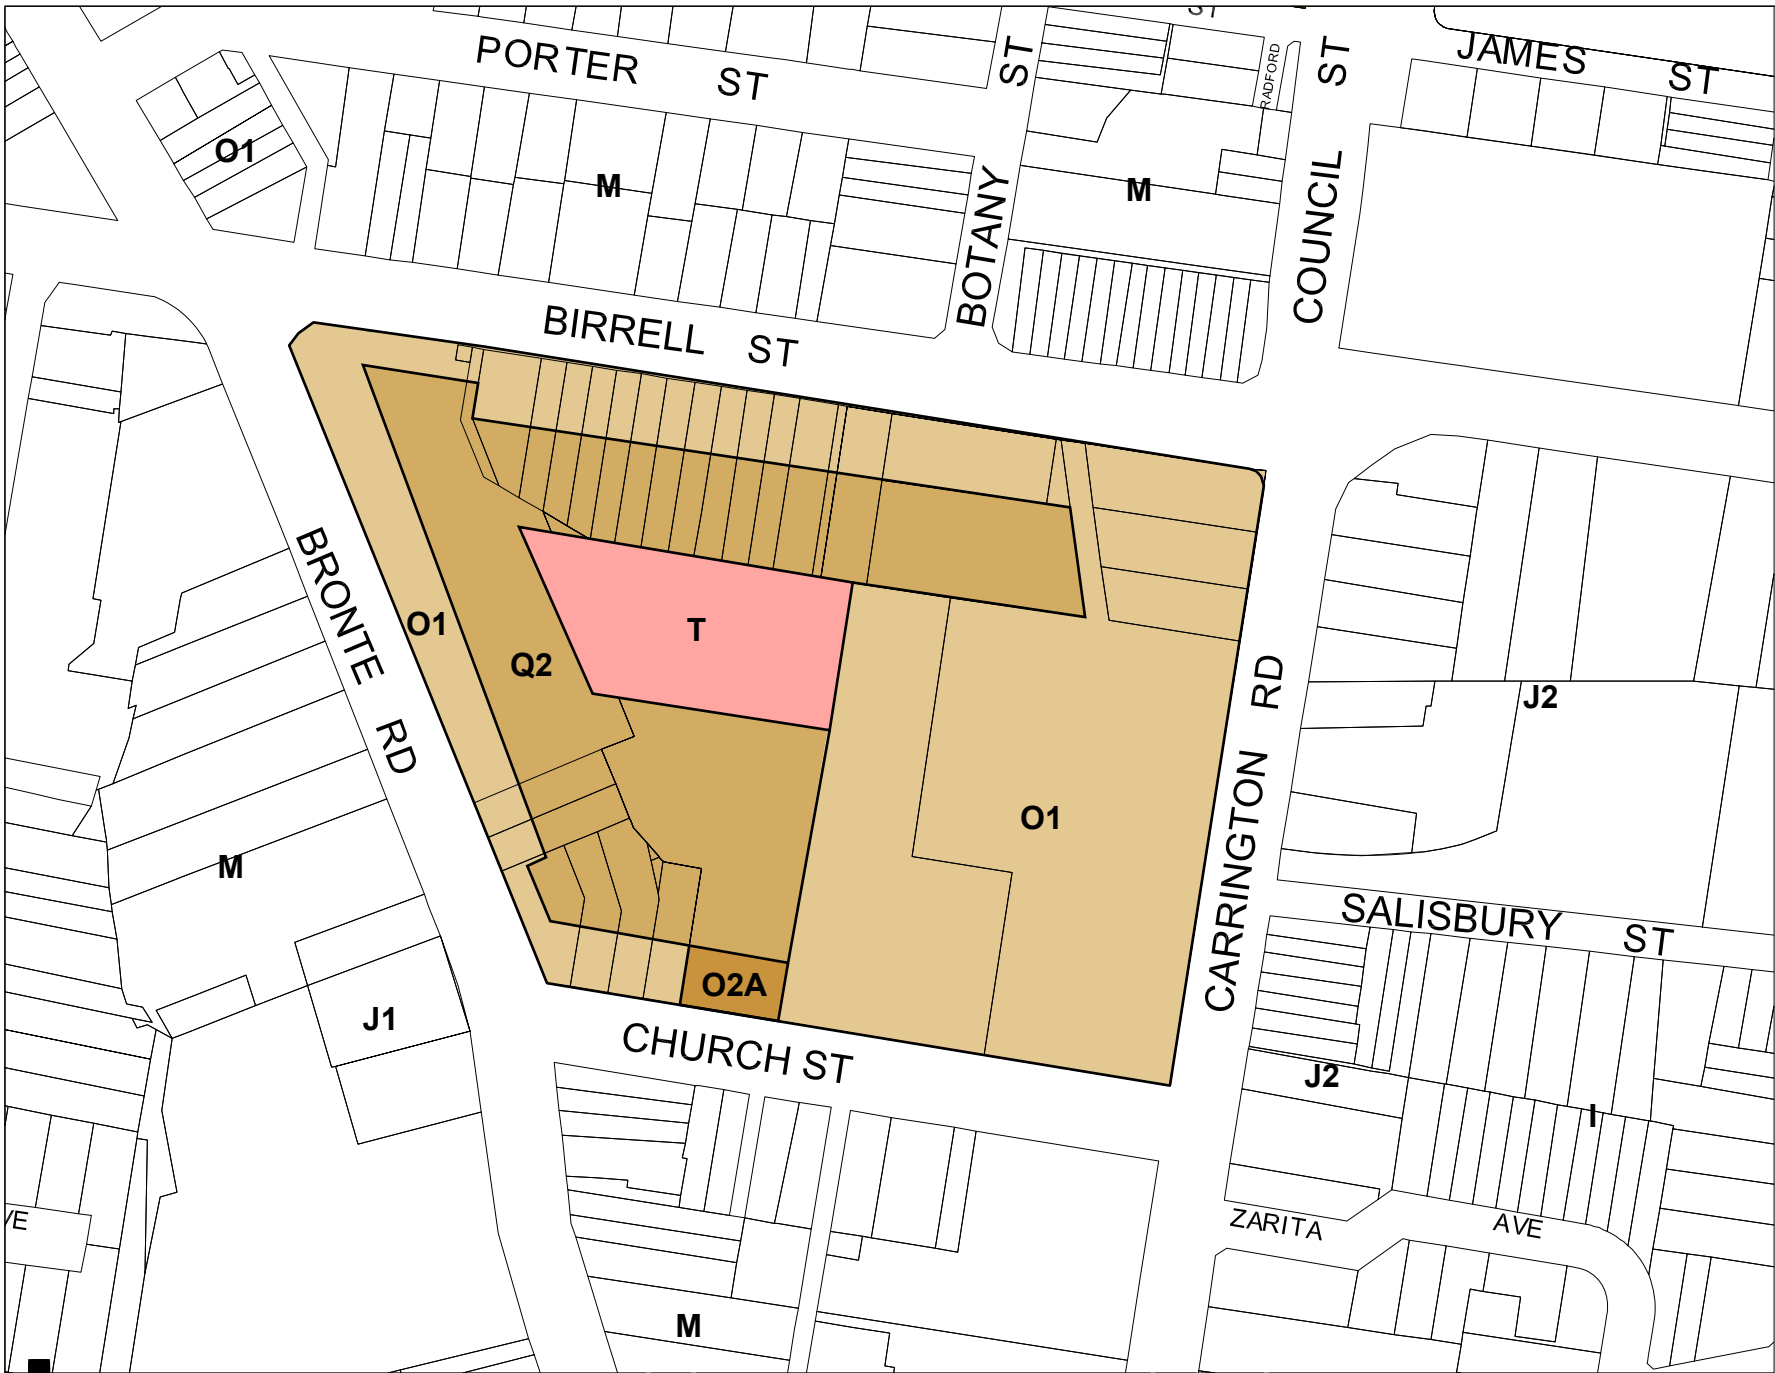 ST
JAMES ST
PORTER ST
ST
ST
RADFORD
O1
M
M
BOTANY
COUNCIL
BIRRELL ST
BRONTE RD
O1
Q2
T
RD
J2
O1
CARRINGTON
M
SALISBURY ST
O2A
J1
CHURCH ST
J2
I
ZARITA AVE
M